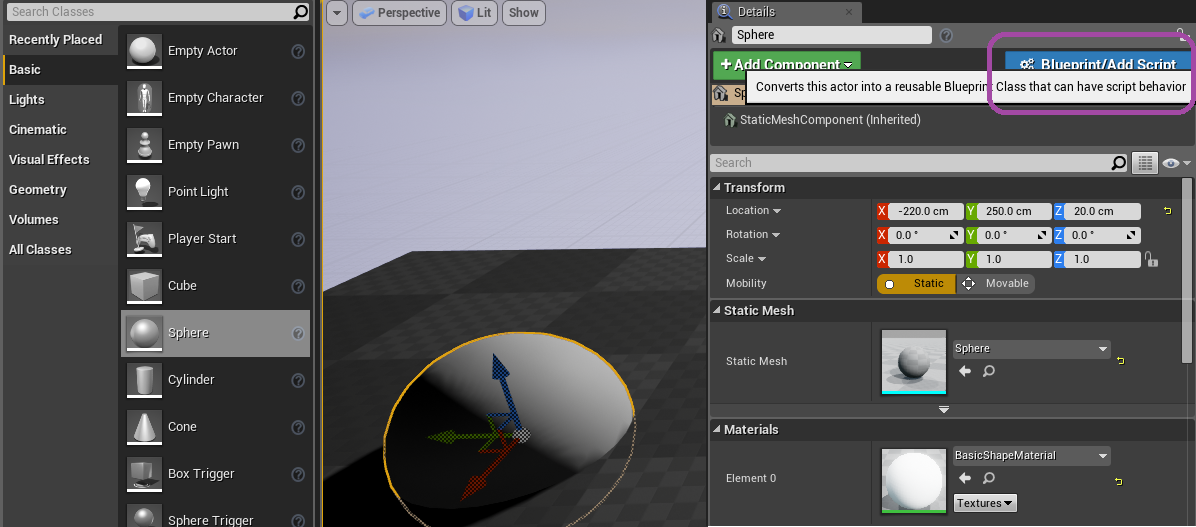 Search Classes
Recently Placed
Basic
Lights
Cinematic
Visual Effects
Geometry
Volumes
All Classes
Empty Actor
Empty Character
Empty Pawn
Point Light
Player Start
Cube
Sphere
Cylinder
Cone
Box Trigger
Sphere Trigger
Perspective
Lit
Show
Details
Sphere
+Add Component
Blueprint/Add Script
Converts this actor into a reusable Blueprint Class that can have script behavior
Sp
StaticMeshComponent (Inherited)
Search
Transform
Location X -220.0 cm Y 250.0 cm Z 20.0 cm
Rotation X 0.0 ° Y 0.0 ° Z 0.0 °
Scale X 1.0 Y 1.0 Z 1.0
Mobility Static Movable
Static Mesh
Static Mesh Sphere
Materials
Element 0 BasicShapeMaterial
Textures